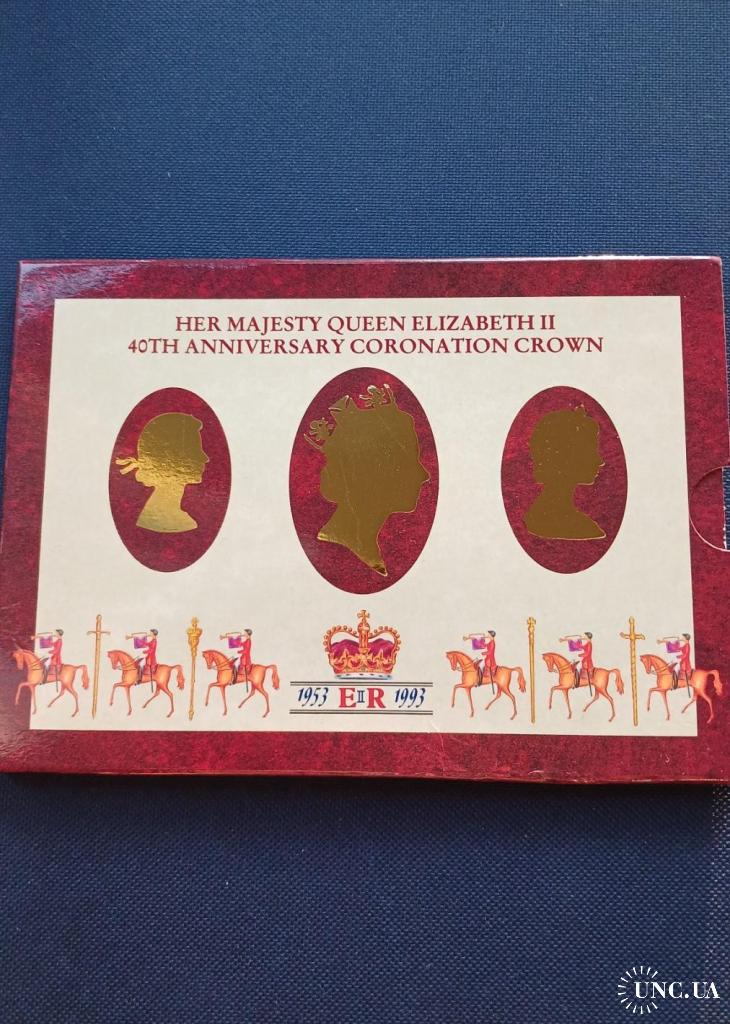 HER MAJESTY QUEEN ELIZABETH II
40TH ANNIVERSARY CORONATION CROWN
1953 EIIR 1993
UNC.UA